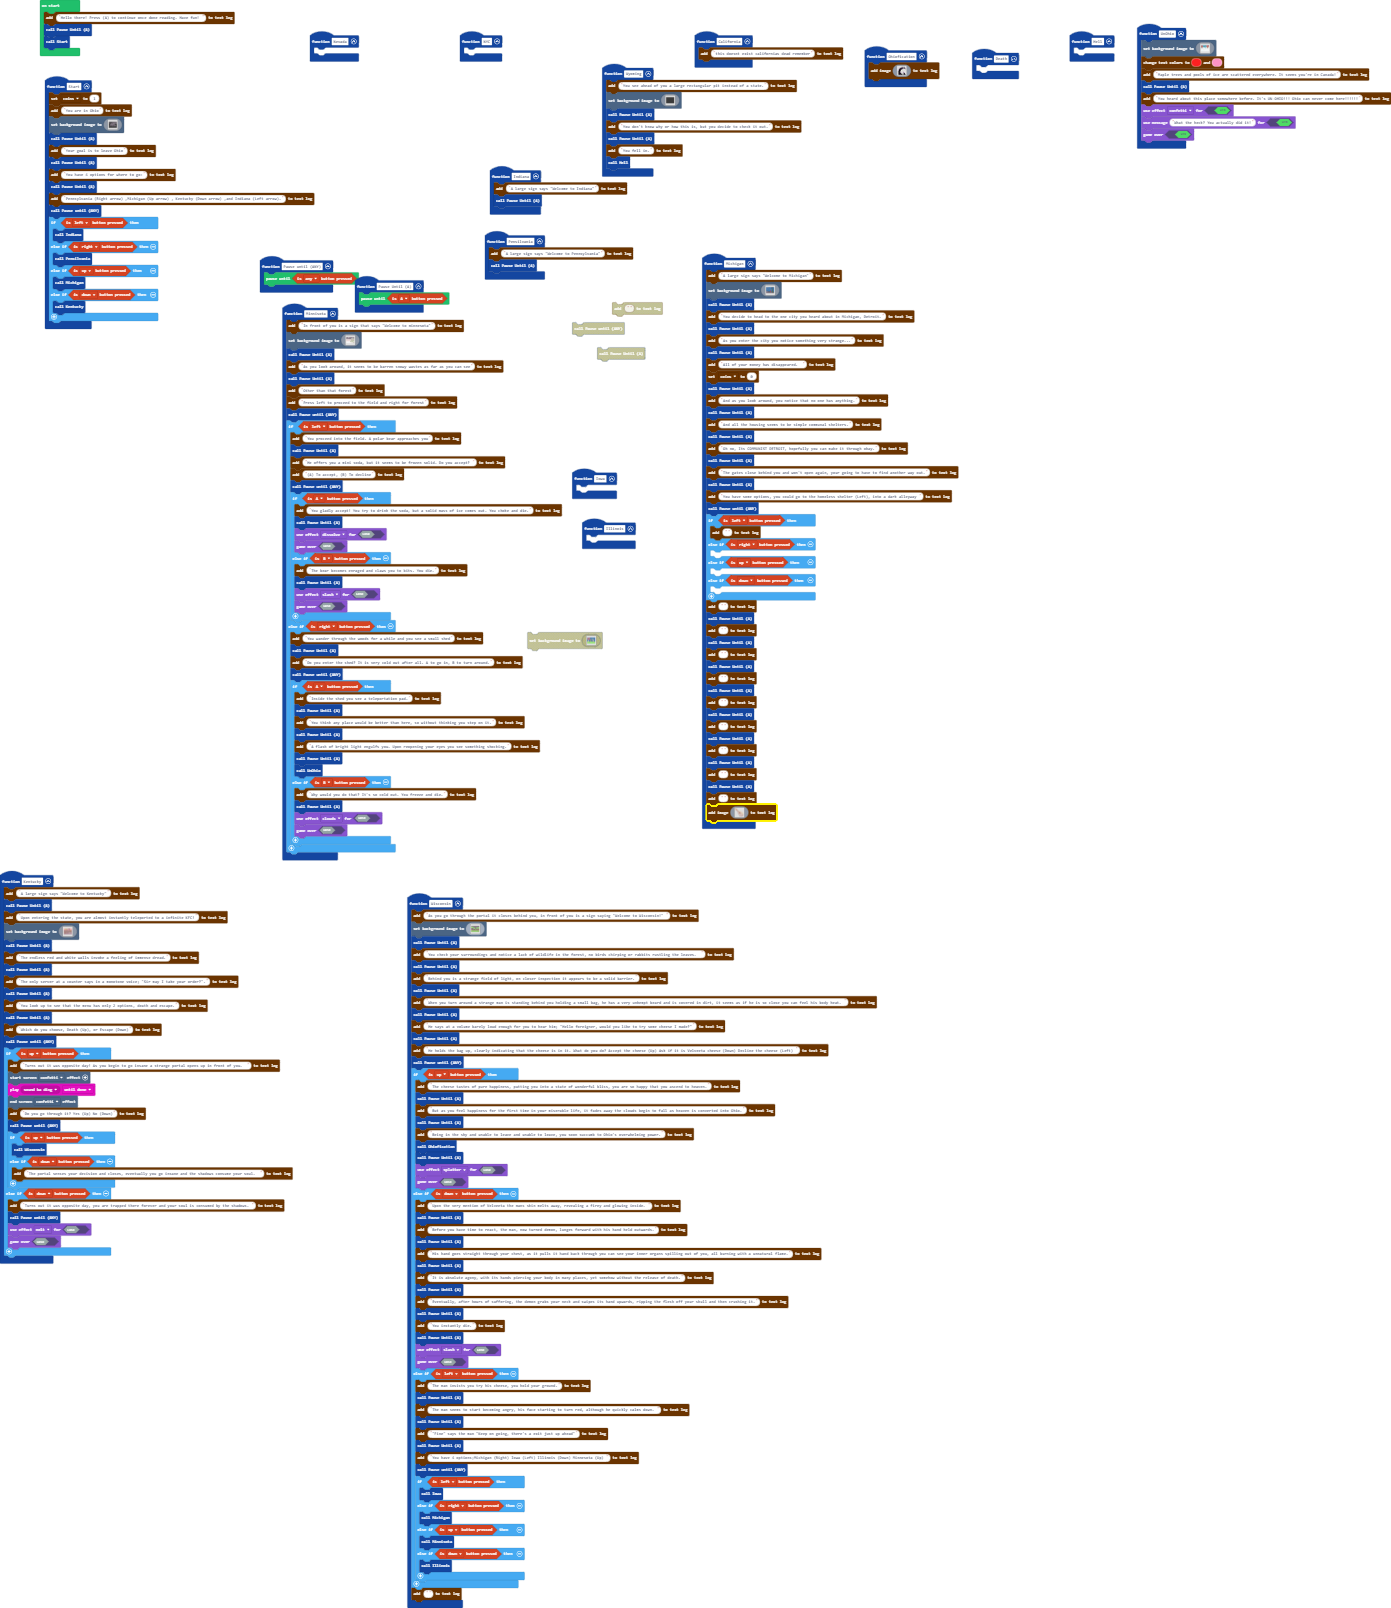 on start
add Hello there! Press (A) to continue once done reading. Have fun! to text log
call Pause Until (A)
call Start
function Start
set rules to
add You are in Ohio to text log
set background image to
call Pause Until (A)
add Your goal is to leave Ohio to text log
call Pause Until (A)
add You have 4 options for where to go: to text log
call Pause Until (A)
add Pennsylvania (Right arrow) ,Michigan (Up arrow) , Kentucky (Down arrow) ,and Indiana (Left arrow). to text log
call Pause until (ANY)
if is left button pressed then
call Indiana
else if is right button pressed then
call Pensilvania
else if is up button pressed then
call Michigan
else if is down button pressed then
call Kentucky
function Pause until (ANY)
pause until is any button pressed
function Pause Until (A)
pause until is A button pressed
function California
add this doesnt exist californias dead remember to text log
function Ohiofication
add image to text log
function Death
function Hell
function Wyoming
add You see ahead of you a large rectangular pit instead of a state. to text log
set background image to
call Pause Until (A)
add You don't know why or how this is, but you decide to check it out. to text log
call Pause Until (A)
add You fell in. to text log
call Hell
function Indiana
add A large sign says "Welcome to Indiana" to text log
call Pause Until (A)
function Pensilvania
add A large sign says "Welcome to Pennsylvania" to text log
call Pause Until (A)
add to text log
call Pause until (ANY)
call Pause Until (A)
function Iowa
function Illinois
set background image to
function UnOhio
set background image to
change text colors to and
add Maple trees and pools of ice are scattered everywhere. It seems you're in Canada! to text log
call Pause Until (A)
use effect confetti for
use message What the heck? You actually did it! for
game over
function Minnesota
add In front of you is a sign that says "Welcome to minnesota" to text log
set background image to
call Pause Until (A)
add As you look around, it seems to be barren snowy wastes as far as you can see to text log
call Pause Until (A)
add Other than that forest to text log
add Press left to proceed to the field and right for forest to text log
call Pause until (ANY)
if is left button pressed then
add You proceed into the field. A polar bear approaches you to text log
call Pause Until (A)
add He offers you a mini soda, but it seems to be frozen solid. Do you accept? to text log
add (A) To accept, (B) To decline to text log
call Pause until (ANY)
if is A button pressed then
add You gladly accept! You try to drink the soda, but a solid mass of ice comes out. You choke and die. to text log
call Pause Until (A)
use effect dissolve for
game over
else if is B button pressed then
add The bear becomes enraged and claws you to bits. You die. to text log
call Pause Until (A)
game over
else if is right button pressed then
add You wander through the woods for a while and you see a small shed to text log
call Pause Until (A)
add Do you enter the shed? It is very cold out after all. A to go in, B to turn around. to text log
call Pause until (ANY)
if is A button pressed then
add Inside the shed you see a teleportation pad. to text log
call Pause Until (A)
add You think any place would be better than here, so without thinking you step on it. to text log
call Pause Until (A)
add A flash of bright light engulfs you. Upon reopening your eyes you see something shocking. to text log
call Pause Until (A)
call UnOhio
else if is B button pressed then
add Why would you do that? It's so cold out. You freeze and die. to text log
call Pause Until (A)
use effect clouds for
game over
function Michigan
add A large sign says "Welcome to Michigan" to text log
set background image to
call Pause Until (A)
add You decide to head to the one city you heard about in Michigan, Detroit. to text log
call Pause Until (A)
add As you enter the city you notice something very strange... to text log
call Pause Until (A)
add All of your money has disappeared. to text log
call Pause Until (A)
add And as you look around, you notice that no one has anything. to text log
call Pause Until (A)
add And all the housing seems to be simple communal shelters. to text log
call Pause Until (A)
add Oh no, Its COMMUNIST DETROIT, hopefully you can make it through okay. to text log
call Pause Until (A)
add The gates close behind you and won't open again, your going to have to find another way out. to text log
call Pause Until (A)
add You have some options, you could go to the homeless shelter (Left), into a dark alleyway to text log
call Pause until (ANY)
if is left button pressed then
add to text log
else if is right button pressed then
else if is up button pressed then
else if is down button pressed then
add to text log
call Pause Until (A)
add to text log
call Pause Until (A)
add to text log
call Pause Until (A)
add to text log
call Pause Until (A)
add to text log
call Pause Until (A)
add to text log
call Pause Until (A)
add to text log
call Pause Until (A)
add to text log
call Pause Until (A)
add to text log
add image to text log
function Kentucky
add A large sign says "Welcome to Kentucky" to text log
call Pause Until (A)
add Upon entering the state, you are almost instantly teleported to a infinite KFC! to text log
set background image to
call Pause Until (A)
add The endless red and white walls invoke a feeling of immense dread. to text log
call Pause Until (A)
add The only server at a counter says in a monotone voice; "Sir may I take your order?". to text log
call Pause Until (A)
add You look up to see that the menu has only 2 options, death and escape. to text log
call Pause Until (A)
add Which do you choose, Death (Up), or Escape (Down) to text log
call Pause until (ANY)
if is up button pressed then
add Turns out it was opposite day! As you begin to go insane a strange portal opens up in front of you. to text log
start screen confetti effect
play sound ba ding until done
end screen confetti effect
add Do you go through it? Yes (Up) No (Down) to text log
call Pause until (ANY)
if is up button pressed then
call Wisconsin
else if is down button pressed then
add The portal senses your decision and closes, eventually you go insane and the shadows consume your soul. to text log
else if is down button pressed then
add Turns out it was opposite day, you are trapped there forever and your soul is consumed by the shadows. to text log
call Pause until (ANY)
use effect melt for
game over
function Wisconsin
add As you go through the portal it closes behind you, in front of you is a sign saying "Welcome to Wisconsin!" to text log
set background image to
call Pause Until (A)
add You check your surroundings and notice a lack of wildlife in the forest, no birds chirping or rabbits rustling the leaves. to text log
call Pause Until (A)
add Behind you is a strange field of light, on closer inspection it appears to be a solid barrier. to text log
call Pause Until (A)
add When you turn around a strange man is standing behind you holding a small bag, he has a very unkempt beard and is covered in dirt, it seems as if he is so close you can feel his body heat. to text log
call Pause Until (A)
add He says at a volume barely loud enough for you to hear him; "Hello foreigner, would you like to try some cheese I made?" to text log
call Pause Until (A)
add He holds the bag up, clearly indicating that the cheese is in it. What do you do? Accept the cheese (Up) Ask if it is Velveeta cheese (Down) Decline the cheese (Left) to text log
call Pause until (ANY)
if is up button pressed then
add The cheese tastes of pure happiness, putting you into a state of wonderful bliss, you are so happy that you ascend to heaven. to text log
call Pause Until (A)
add But as you feel happiness for the first time in your miserable life, it fades away the clouds begin to fall as heaven is converted into Ohio. to text log
call Pause Until (A)
add Being in the sky and unable to leave and unable to leave, you soon succumb to Ohio's overwhelming power. to text log
call Ohiofication
call Pause Until (A)
use effect splatter for
game over
else if is down button pressed then
add Upon the very mention of Velveeta the mans skin melts away, revealing a firey and glowing inside. to text log
call Pause Until (A)
add Before you have time to react, the man, now turned demon, lunges forward with his hand held outwards. to text log
call Pause Until (A)
add His hand goes straight through your chest, as it pulls it hand back through you can see your inner organs spilling out of you, all burning with a unnatural flame. to text log
call Pause Until (A)
add It is absolute agony, with its hands piercing your body in many places, yet somehow without the release of death. to text log
call Pause Until (A)
add Eventually, after hours of suffering, the demon grabs your neck and swipes its hand upwards, ripping the flesh off your skull and then crushing it. to text log
call Pause Until (A)
add You instantly die. to text log
call Pause Until (A)
game over
else if is left button pressed then
add The man insists you try his cheese, you hold your ground. to text log
call Pause Until (A)
add The man seems to start becoming angry, his face starting to turn red, although he quickly calms down. to text log
call Pause Until (A)
add "Fine" says the man "Keep on going, there's a exit just up ahead" to text log
call Pause Until (A)
add You have 4 options,Michigan (Right) Iowa (Left) Illinois (Down) Minnesota (Up) to text log
call Pause until (ANY)
if is left button pressed then
call Iowa
else if is right button pressed then
call Michigan
else if is up button pressed then
call Minnesota
else if is down button pressed then
call Illinois
add to text log